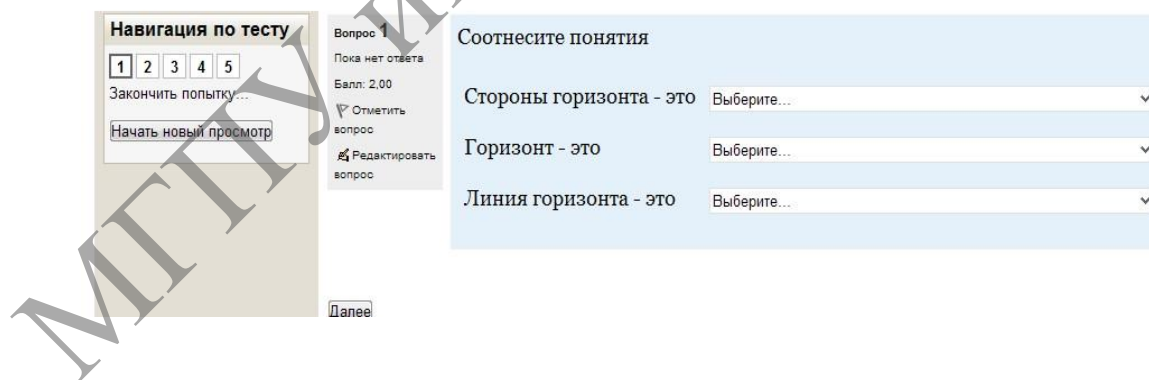 Навигация по тесту
1 2 3 4 5
Закончить попытку...
Начать новый просмотр
Вопрос 1
Пока нет ответа
Балл: 2,00
Отметить
вопрос
Редактировать
вопрос
Соотнесите понятия
Стороны горизонта - это Выберите...
Горизонт - это Выберите...
Линия горизонта - это Выберите...
Далее
МГПУ